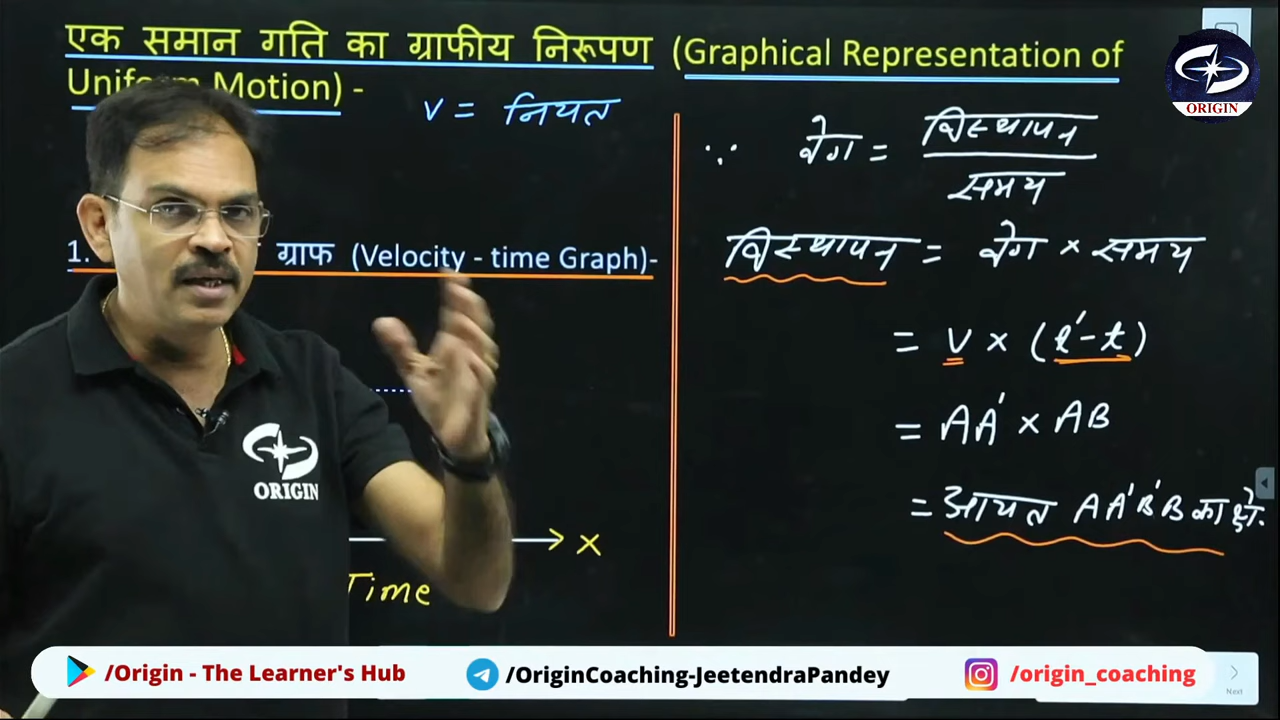 एक समान गति का ग्राफीय निरूपण (Graphical Representation of
Motion) -
v = नियत
1. ग्राफ (Velocity - time Graph)-
X
Time
∵ वेग = विस्थापन
समय
विस्थापन = वेग × समय
= v × (t' - t)
= AA' × AB
= आयत AA'B'B का क्षे.
ORIGIN
ORIGIN
/Origin - The Learner's Hub
/OriginCoaching-JeetendraPandey
/origin_coaching
Next